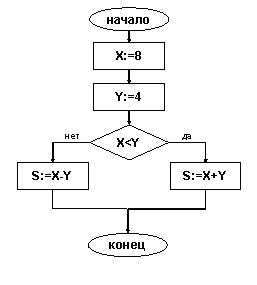 начало
X:=8
Y:=4
нет
X<Y
да
S:=X-Y
S:=X+Y
конец